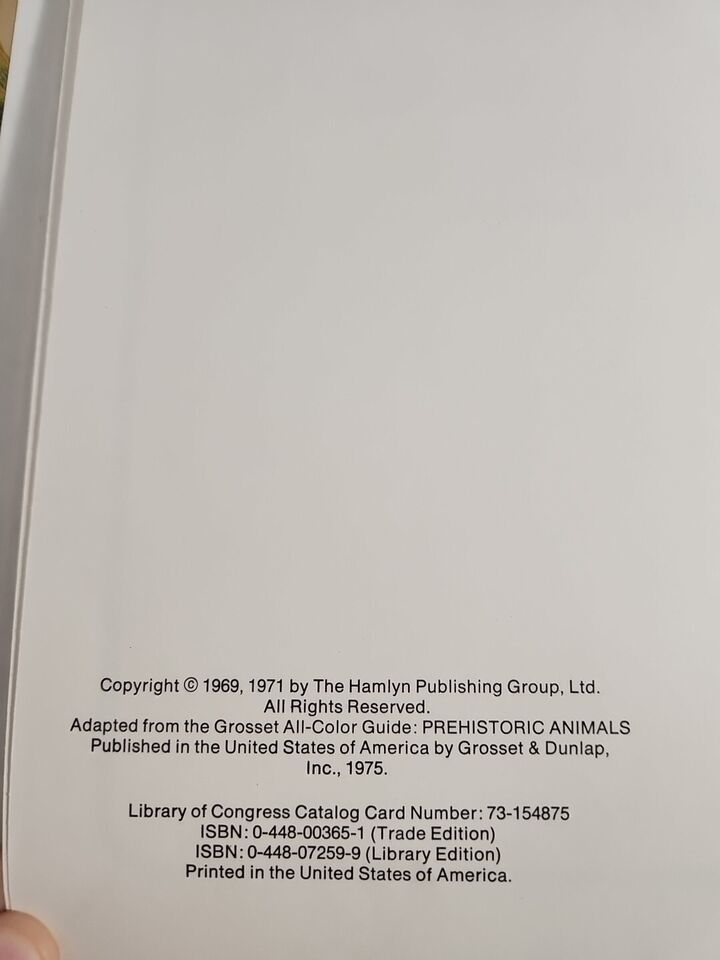 Copyright © 1969, 1971 by The Hamlyn Publishing Group, Ltd.
All Rights Reserved.
Adapted from the Grosset All-Color Guide: PREHISTORIC ANIMALS
Published in the United States of America by Grosset & Dunlap,
Inc., 1975.
Library of Congress Catalog Card Number: 73-154875
ISBN: 0-448-00365-1 (Trade Edition)
ISBN: 0-448-07259-9 (Library Edition)
Printed in the United States of America.